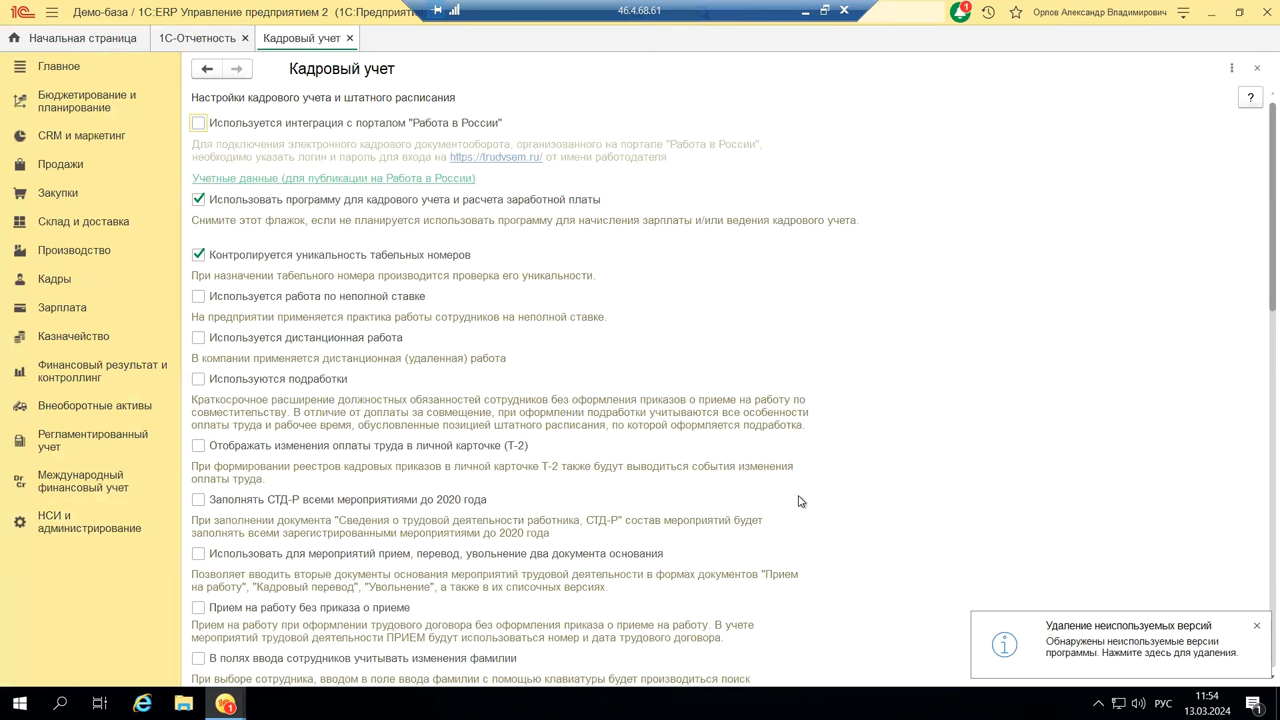 Демо-база / 1С:ERP Управление предприятием 2 (1С:Предприятие
46.4.68.61
1
Орлов Александр Владимирович
Начальная страница
1С-Отчетность
Кадровый учет
Главное
Бюджетирование и
планирование
CRM и маркетинг
Продажи
Закупки
Склад и доставка
Производство
Кадры
Зарплата
Казначейство
Финансовый результат и
контроллинг
Внеоборотные активы
Регламентированный
учет
Dr
Cr
Международный
финансовый учет
НСИ и
администрирование
Кадровый учет
?
Настройки кадрового учета и штатного расписания
Используется интеграция с порталом "Работа в России"
Для подключения электронного кадрового документооборота, организованного на портале "Работа в России",
необходимо указать логин и пароль для входа на https://trudvsem.ru/ от имени работодателя
Учетные данные (для публикации на Работа в России)
Использовать программу для кадрового учета и расчета заработной платы
Снимите этот флажок, если не планируется использовать программу для начисления зарплаты и/или ведения кадрового учета.
Контролируется уникальность табельных номеров
При назначении табельного номера производится проверка его уникальности.
Используется работа по неполной ставке
На предприятии применяется практика работы сотрудников на неполной ставке.
Используется дистанционная работа
В компании применяется дистанционная (удаленная) работа
Используются подработки
Краткосрочное расширение должностных обязанностей сотрудников без оформления приказов о приеме на работу по
совместительству. В отличие от доплаты за совмещение, при оформлении подработки учитываются все особенности
оплаты труда и рабочее время, обусловленные позицией штатного расписания, по которой оформляется подработка.
Отображать изменения оплаты труда в личной карточке (Т-2)
При формировании реестров кадровых приказов в личной карточке Т-2 также будут выводиться события изменения
оплаты труда.
Заполнять СТД-Р всеми мероприятиями до 2020 года
При заполнении документа "Сведения о трудовой деятельности работника, СТД-Р" состав мероприятий будет
заполнять всеми зарегистрированными мероприятиями до 2020 года
Использовать для мероприятий прием, перевод, увольнение два документа основания
Позволяет вводить вторые документы основания мероприятий трудовой деятельности в формах документов "Прием
на работу", "Кадровый перевод", "Увольнение", а также в их списочных версиях.
Прием на работу без приказа о приеме
Прием на работу при оформлении трудового договора без оформления приказа о приеме на работу. В учете
мероприятий трудовой деятельности ПРИЕМ будут использоваться номер и дата трудового договора.
В полях ввода сотрудников учитывать изменения фамилии
При выборе сотрудника, вводом в поле ввода фамилии с помощью клавиатуры будет производиться поиск
Удаление неиспользуемых версий
Обнаружены неиспользуемые версии
программы. Нажмите здесь для удаления.
1
РУС
11:54
13.03.2024
1